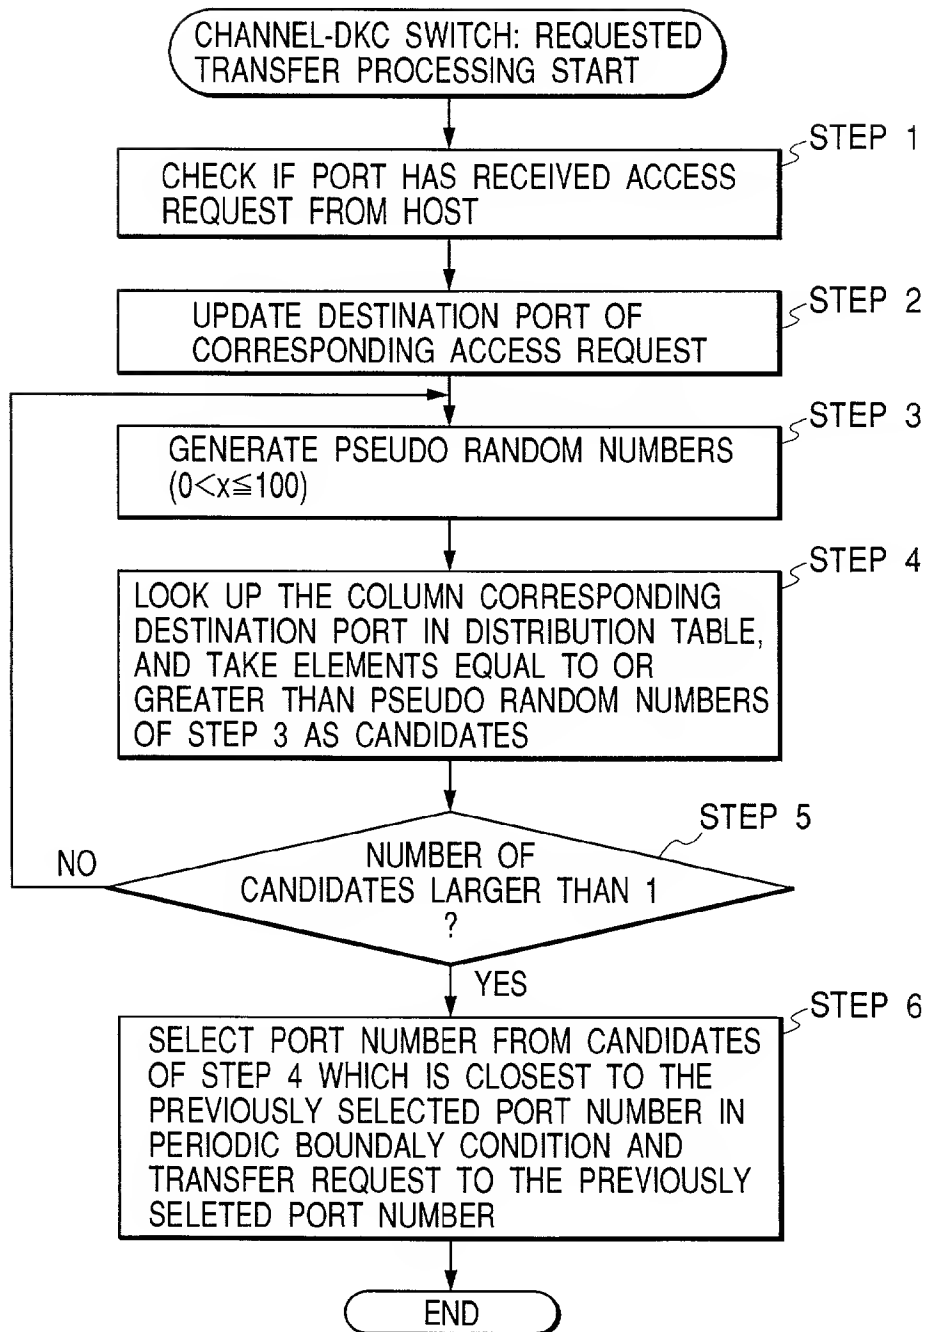 CHANNEL-DKC SWITCH: REQUESTED
TRANSFER PROCESSING START
STEP 1
CHECK IF PORT HAS RECEIVED ACCESS
REQUEST FROM HOST
STEP 2
UPDATE DESTINATION PORT OF
CORRESPONDING ACCESS REQUEST
STEP 3
GENERATE PSEUDO RANDOM NUMBERS
(0<x≦100)
STEP 4
LOOK UP THE COLUMN CORRESPONDING
DESTINATION PORT IN DISTRIBUTION TABLE,
AND TAKE ELEMENTS EQUAL TO OR
GREATER THAN PSEUDO RANDOM NUMBERS
OF STEP 3 AS CANDIDATES
STEP 5
NO
NUMBER OF
CANDIDATES LARGER THAN 1
?
YES
STEP 6
SELECT PORT NUMBER FROM CANDIDATES
OF STEP 4 WHICH IS CLOSEST TO THE
PREVIOUSLY SELECTED PORT NUMBER IN
PERIODIC BOUNDALY CONDITION AND
TRANSFER REQUEST TO THE PREVIOUSLY
SELETED PORT NUMBER
END